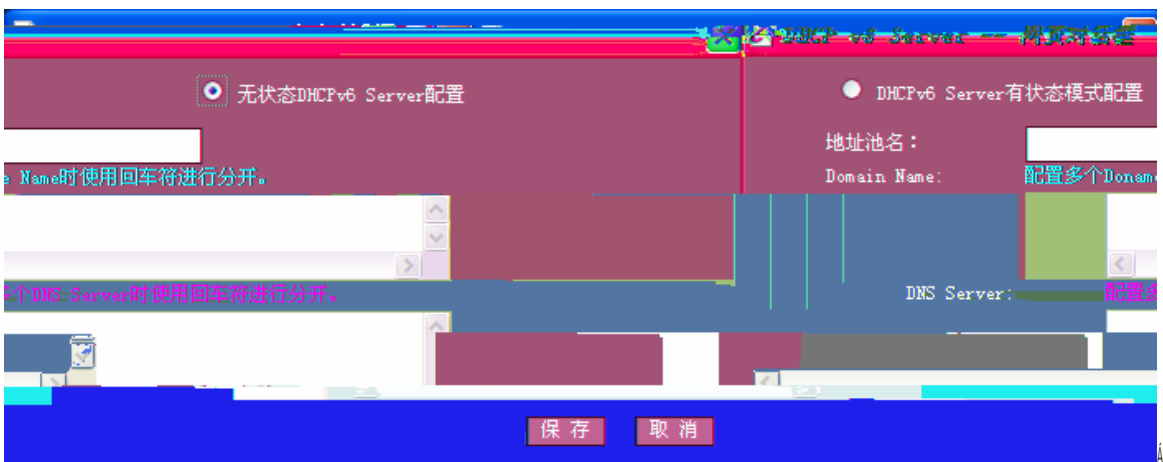 DHCP v6 Server -- 网页对话框
无状态DHCPv6 Server配置
DHCPv6 Server有状态模式配置
地址池名：
e Name时使用回车符进行分开。
Domain Name:
配置多个Doname
多个DNS Server时使用回车符进行分开。
DNS Server:
配置多
保存
取消